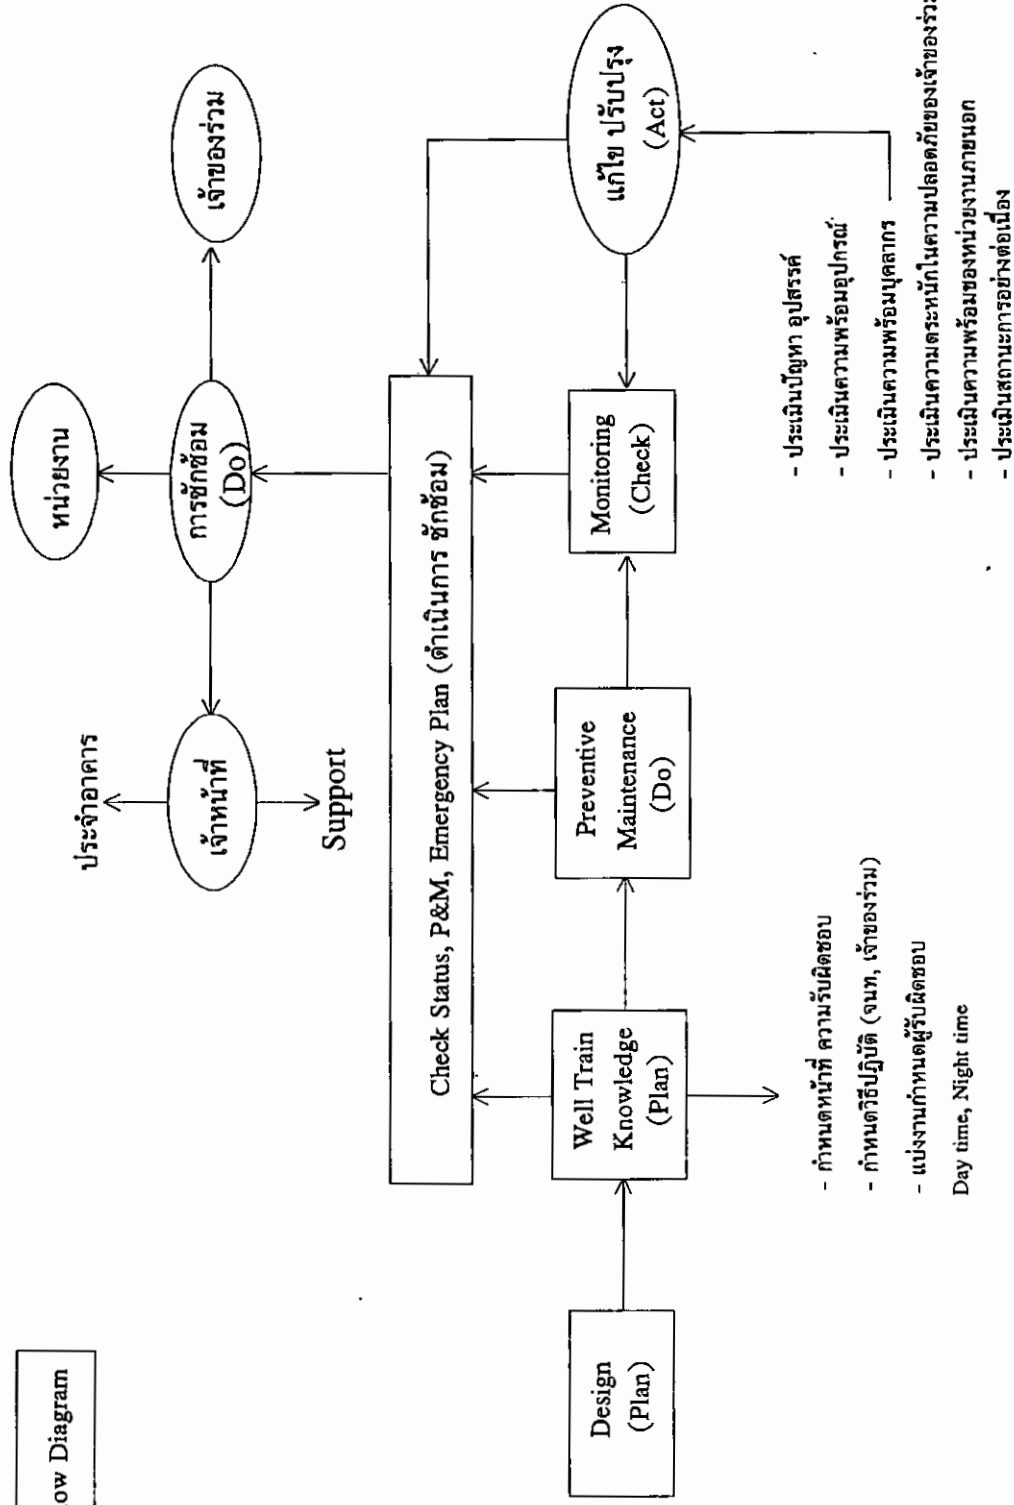 ow Diagram
หน่วยงาน
ประจำอาคาร
เจ้าหน้าที่
Support
การซักซ้อม
(Do)
เจ้าของร่วม
Check Status, P&M, Emergency Plan (ดำเนินการ ซักซ้อม)
Design
(Plan)
Well Train
Knowledge
(Plan)
Preventive
Maintenance
(Do)
Monitoring
(Check)
แก้ไข ปรับปรุง
(Act)
- กำหนดหน้าที่ ความรับผิดชอบ
- กำหนดวิธีปฏิบัติ (จนท, เจ้าของร่วม)
- แบ่งงานกำหนดผู้รับผิดชอบ
Day time, Night time
- ประเมินปัญหา อุปสรรค์
- ประเมินความพร้อมอุปกรณ์
- ประเมินความพร้อมบุคลากร
- ประเมินความตระหนักในความปลอดภัยของเจ้าของร่วม
- ประเมินความพร้อมของหน่วยงานภายนอก
- ประเมินสถานะการอย่างต่อเนื่อง